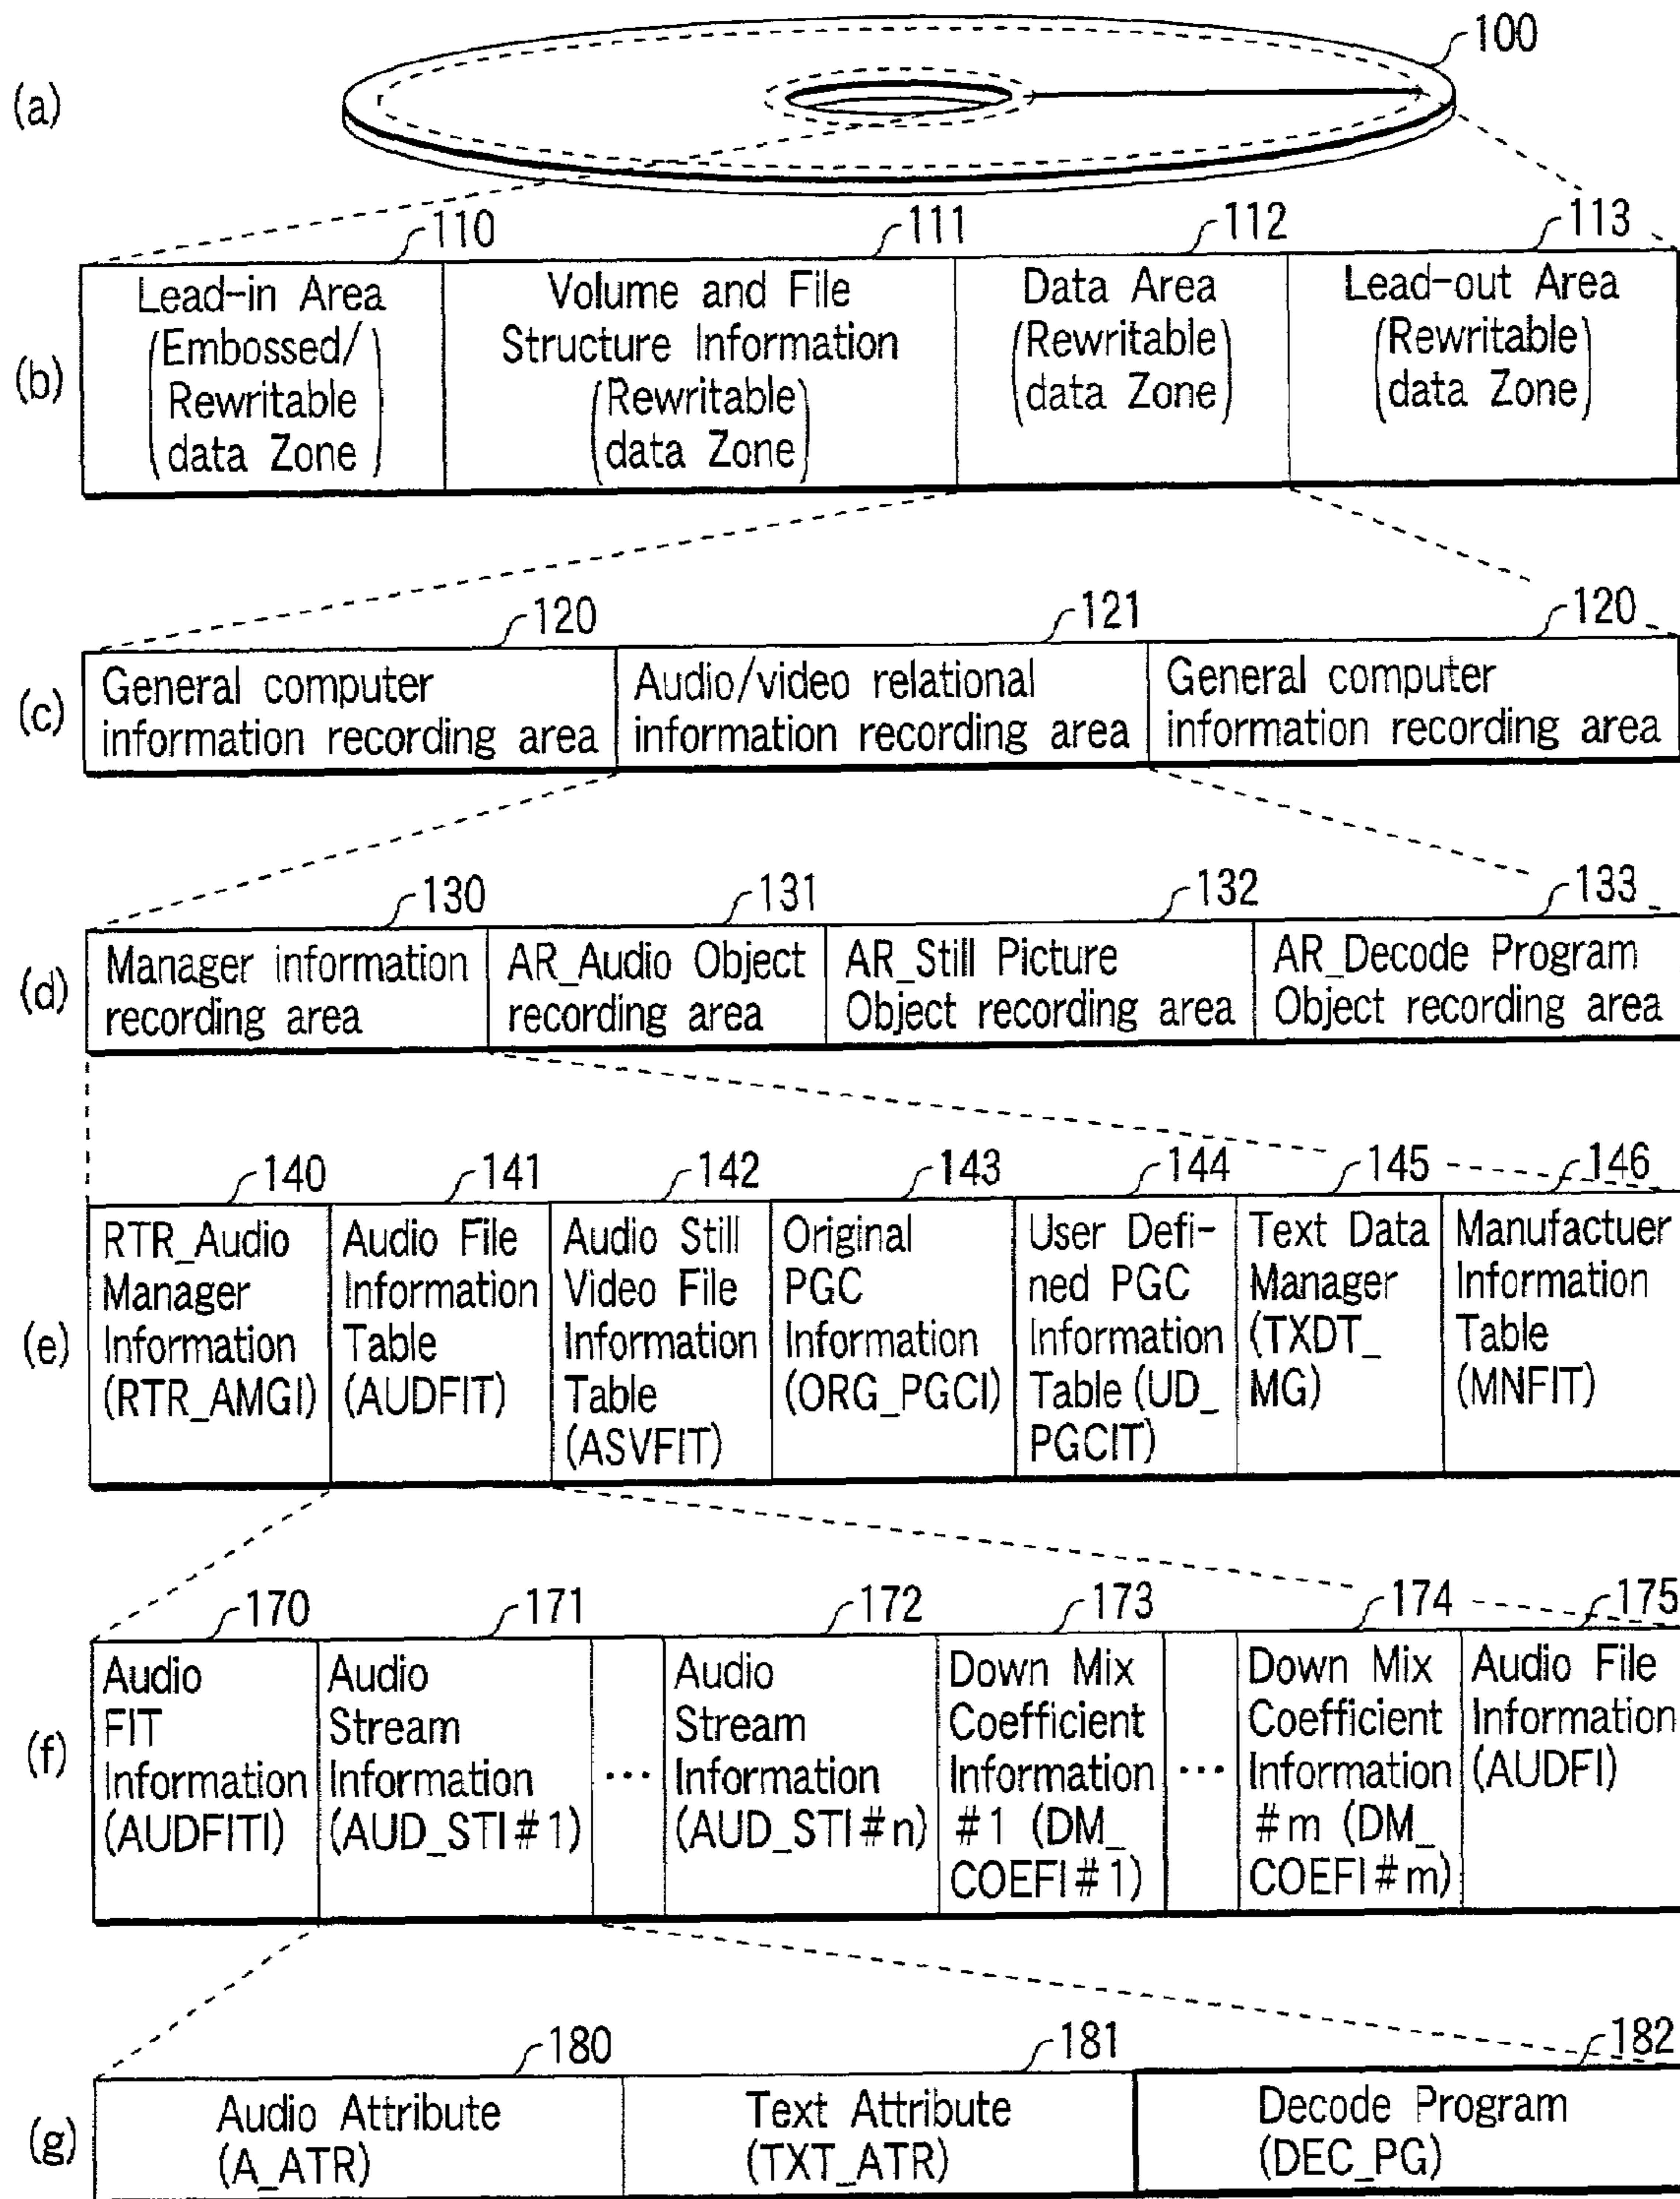 (a)
100
110
111
112
113
(b)
Lead-in Area
(Embossed/
Rewritable
data Zone)
Volume and File
Structure Information
(Rewritable
data Zone)
Data Area
(Rewritable
data Zone)
Lead-out Area
(Rewritable
data Zone)
120
121
120
(c)
General computer
information recording area
Audio/video relational
information recording area
General computer
information recording area
130
131
132
133
(d)
Manager information
recording area
AR_Audio Object
recording area
AR_Still Picture
Object recording area
AR_Decode Program
Object recording area
140
141
142
143
144
145
146
(e)
RTR_Audio
Manager
Information
(RTR_AMGI)
Audio File
Information
Table
(AUDFIT)
Audio Still
Video File
Information
Table
(ASVFIT)
Original
PGC
Information
(ORG_PGCI)
User Defi-
ned PGC
Information
Table (UD_
PGCIT)
Text Data
Manager
(TXDT_
MG)
Manufactuer
Information
Table
(MNFIT)
170
171
172
173
174
175
(f)
Audio
FIT
Information
(AUDFITI)
Audio
Stream
Information
(AUD_STI#1)
...
Audio
Stream
Information
(AUD_STI#n)
Down Mix
Coefficient
Information
#1 (DM_
COEFI#1)
...
Down Mix
Coefficient
Information
#m (DM_
COEFI#m)
Audio File
Information
(AUDFI)
180
181
182
(g)
Audio Attribute
(A_ATR)
Text Attribute
(TXT_ATR)
Decode Program
(DEC_PG)